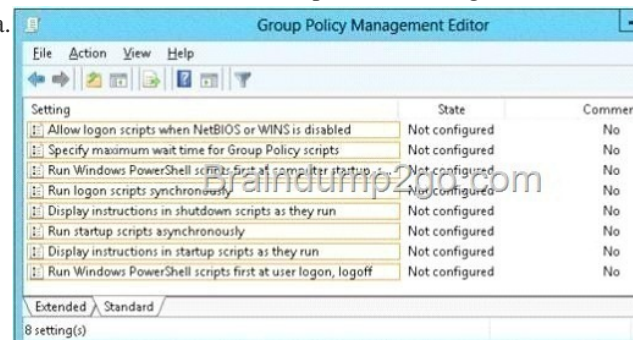 a.
Group Policy Management Editor
File Action View Help
Setting State Commen
Allow logon scripts when NetBIOS or WINS is disabled Not configured No
Specify maximum wait time for Group Policy scripts Not configured No
Run Windows PowerShell scripts first at computer startup, s... Not configured No
Braindump2go.com
Run logon scripts synchronously Not configured No
Display instructions in shutdown scripts as they run Not configured No
Run startup scripts asynchronously Not configured No
Display instructions in startup scripts as they run Not configured No
Run Windows PowerShell scripts first at user logon, logoff Not configured No
Extended Standard
8 setting(s)